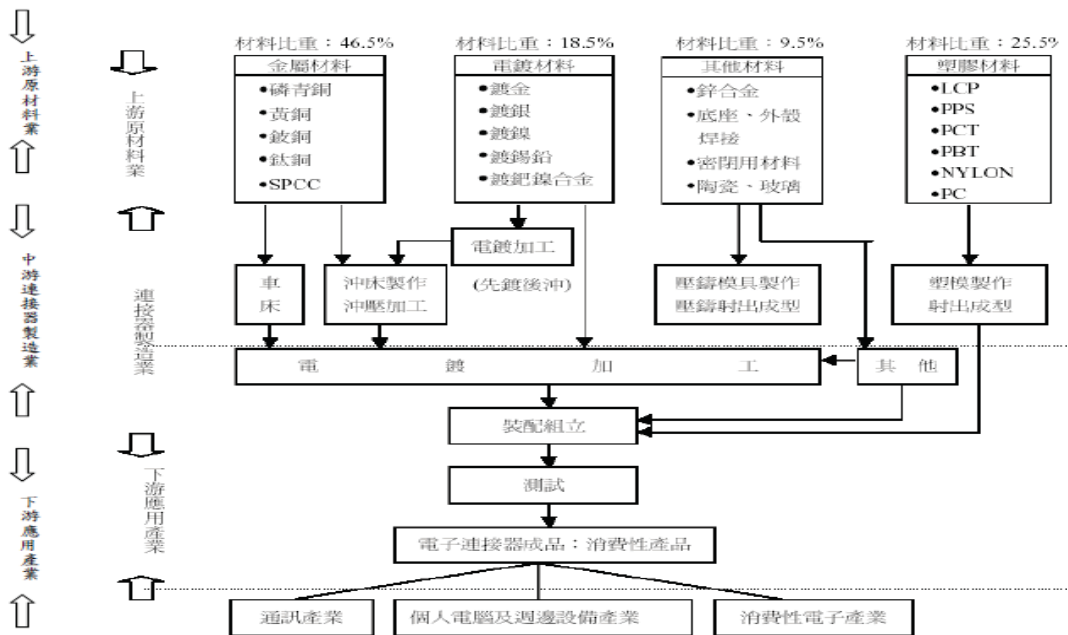 材料比重：46.5%
材料比重：18.5%
材料比重：9.5%
材料比重：25.5%
上游原材料業
上游原材料業
金屬材料
•磷青銅
•黃銅
•鈹銅
•鈦銅
•SPCC
電鍍材料
•鍍金
•鍍銀
•鍍鎳
•鍍錫鉛
•鍍鈀鎳合金
其他材料
•鋅合金
•底座、外殼
焊接
•密閉用材料
•陶瓷、玻璃
塑膠材料
•LCP
•PPS
•PCT
•PBT
•NYLON
•PC
中游連接器製造業
連接器製造業
電鍍加工
(先鍍後沖)
車
床
沖床製作
沖壓加工
壓鑄模具製作
壓鑄射出成型
塑模製作
射出成型
電鍍加工
其他
裝配組立
測試
下游應用產業
下游應用產業
電子連接器成品：消費性產品
通訊產業
個人電腦及週邊設備產業
消費性電子產業